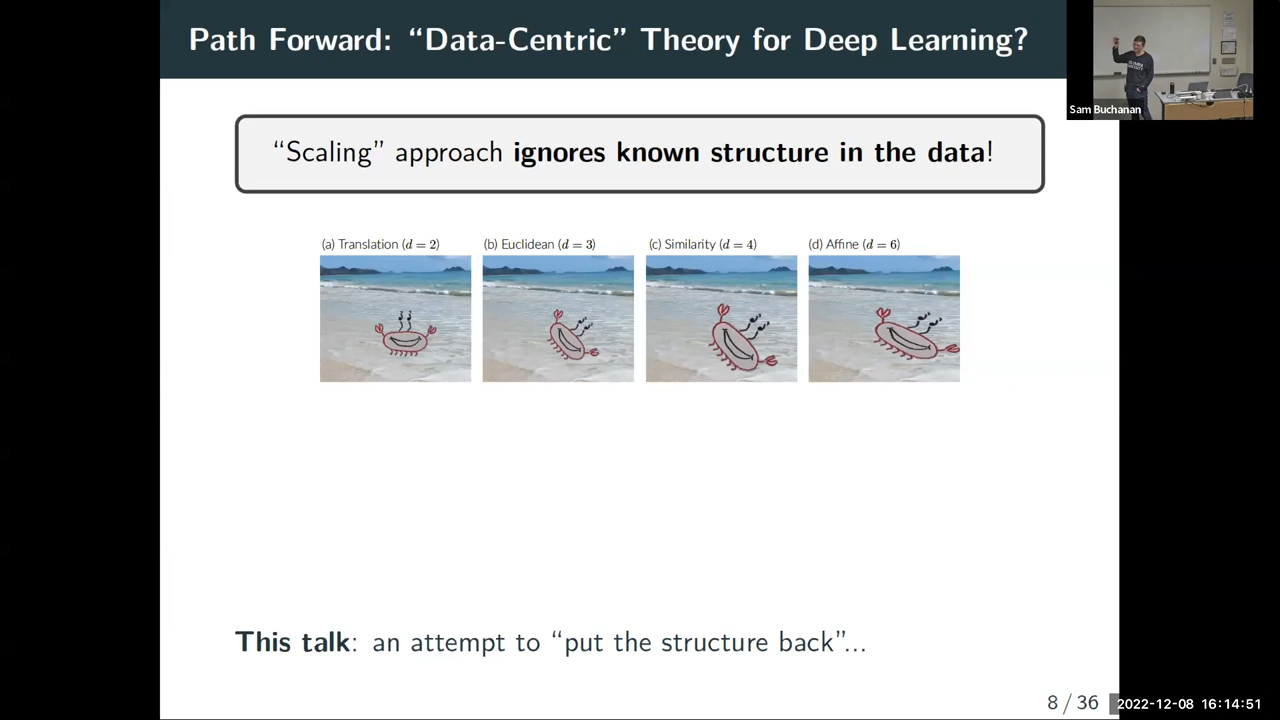 Path Forward: “Data-Centric” Theory for Deep Learning?
Sam Buchanan
“Scaling” approach ignores known structure in the data!
(a) Translation (d = 2)
(b) Euclidean (d = 3)
(c) Similarity (d = 4)
(d) Affine (d = 6)
This talk: an attempt to “put the structure back”...
8 / 36
2022-12-08 16:14:51